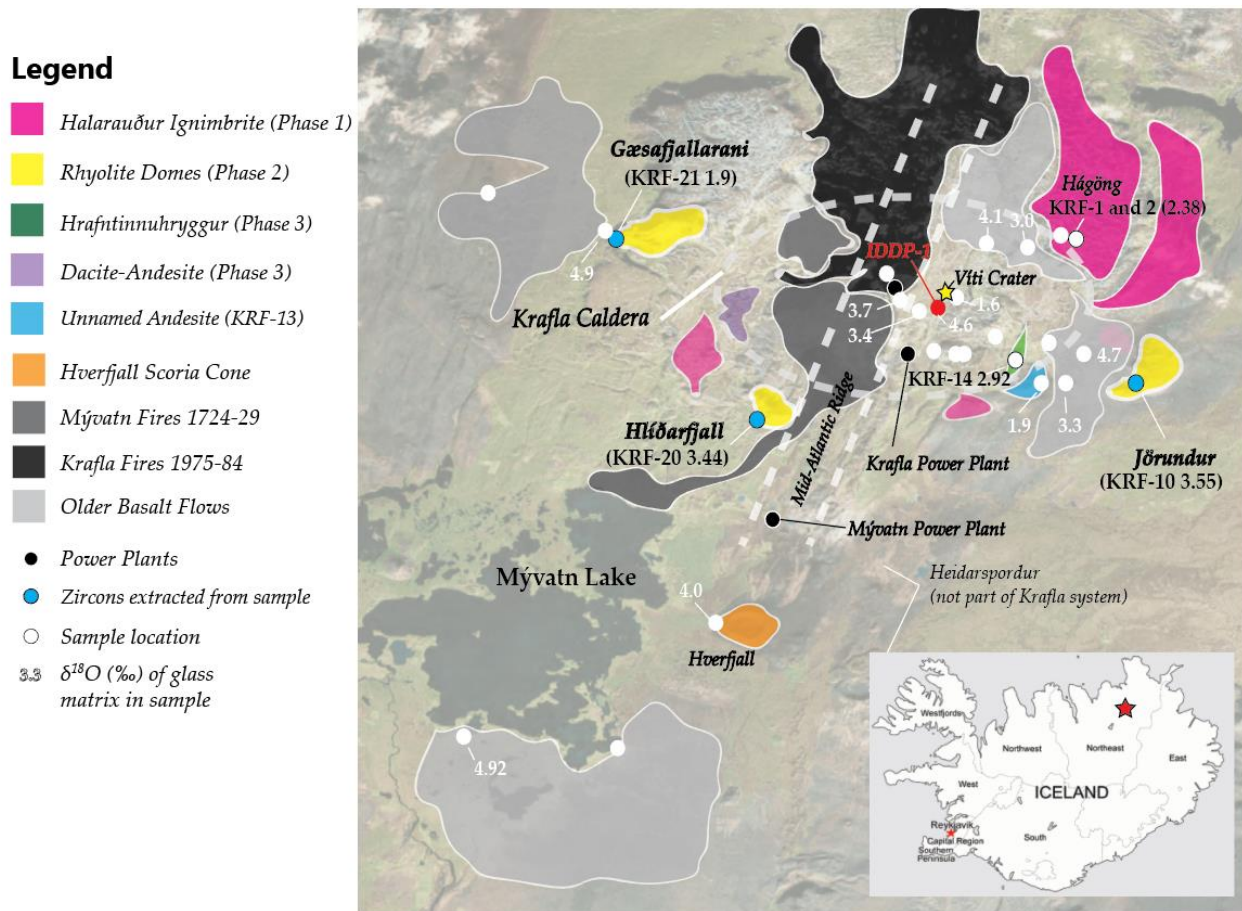 Legend
Halarauður Ignimbrite (Phase 1)
Rhyolite Domes (Phase 2)
Hrafntinnuhryggur (Phase 3)
Dacite-Andesite (Phase 3)
Unnamed Andesite (KRF-13)
Hverfjall Scoria Cone
Mývatn Fires 1724-29
Krafla Fires 1975-84
Older Basalt Flows
Power Plants
Zircons extracted from sample
Sample location
3.3 δ18O (‰) of glass
matrix in sample
Gæsafjallarani
(KRF-21 1.9)
4.9
Krafla Caldera
Hágöng
KRF-1 and 2 (2.38)
4.1
3.0
IDDP-1
Víti Crater
3.7
1.6
3.4
4.6
4.7
KRF-14 2.92
1.9
3.3
Hlíðarfjall
(KRF-20 3.44)
Mid-Atlantic Ridge
Krafla Power Plant
Jörundur
(KRF-10 3.55)
Mývatn Power Plant
Mývatn Lake
Heidarspordur
(not part of Krafla system)
4.0
Hverfjall
4.92
Westfjords
Northwest
Northeast
East
West
ICELAND
Reykjavik
Capital Region
Southern
Peninsula
South